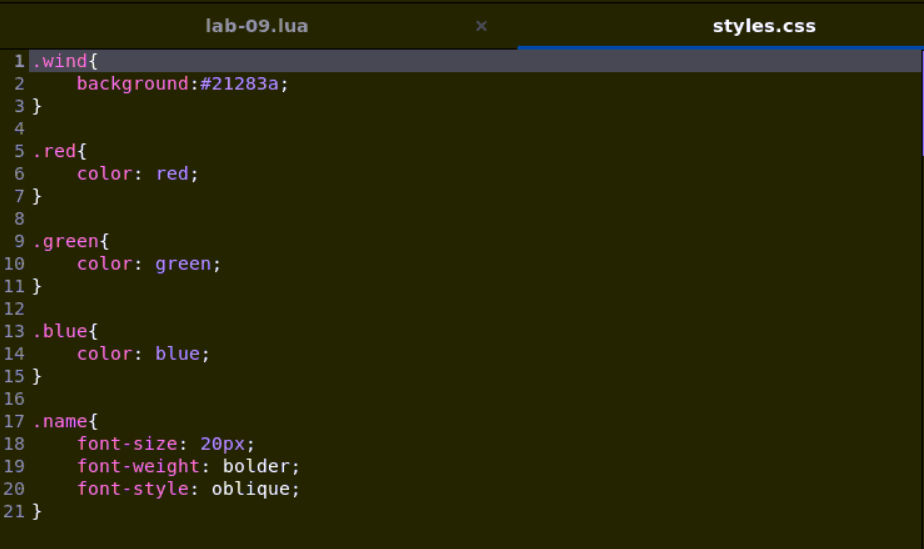 lab-09.lua × styles.css
1 .wind{
2     background:#21283a;
3 }
4
5 .red{
6     color: red;
7 }
8
9 .green{
10     color: green;
11 }
12
13 .blue{
14     color: blue;
15 }
16
17 .name{
18     font-size: 20px;
19     font-weight: bolder;
20     font-style: oblique;
21 }